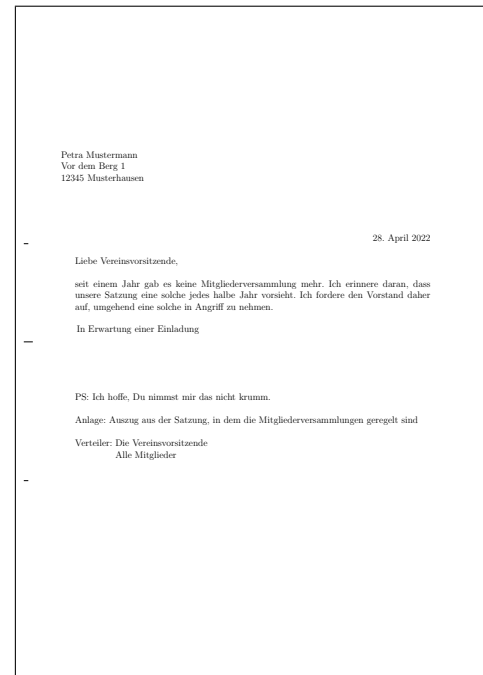 Petra Mustermann
Vor dem Berg 1
12345 Musterhausen
28. April 2022
Liebe Vereinsvorsitzende,
seit einem Jahr gab es keine Mitgliederversammlung mehr. Ich erinnere daran, dass
unsere Satzung eine solche jedes halbe Jahr vorsieht. Ich fordere den Vorstand daher
auf, umgehend eine solche in Angriff zu nehmen.
In Erwartung einer Einladung
PS: Ich hoffe, Du nimmst mir das nicht krumm.
Anlage: Auszug aus der Satzung, in dem die Mitgliederversammlungen geregelt sind
Verteiler: Die Vereinsvorsitzende
Alle Mitglieder